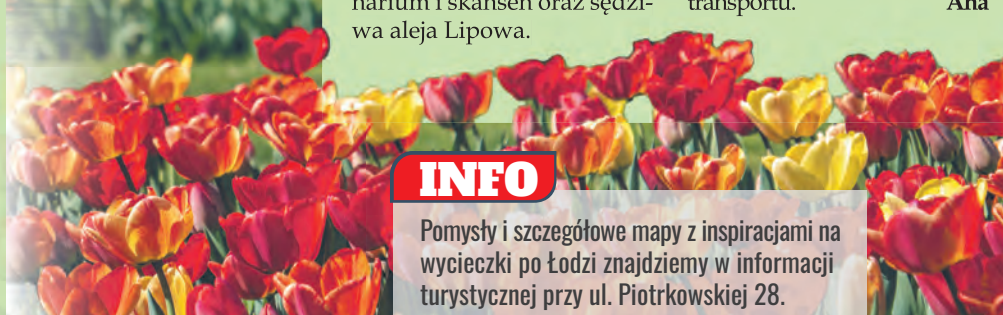 narium i skansen oraz sędzi-
wa aleja Lipowa.
transportu.
Ana
INFO
Pomysły i szczegółowe mapy z inspiracjami na
wycieczki po Łodzi znajdziemy w informacji
turystycznej przy ul. Piotrkowskiej 28.